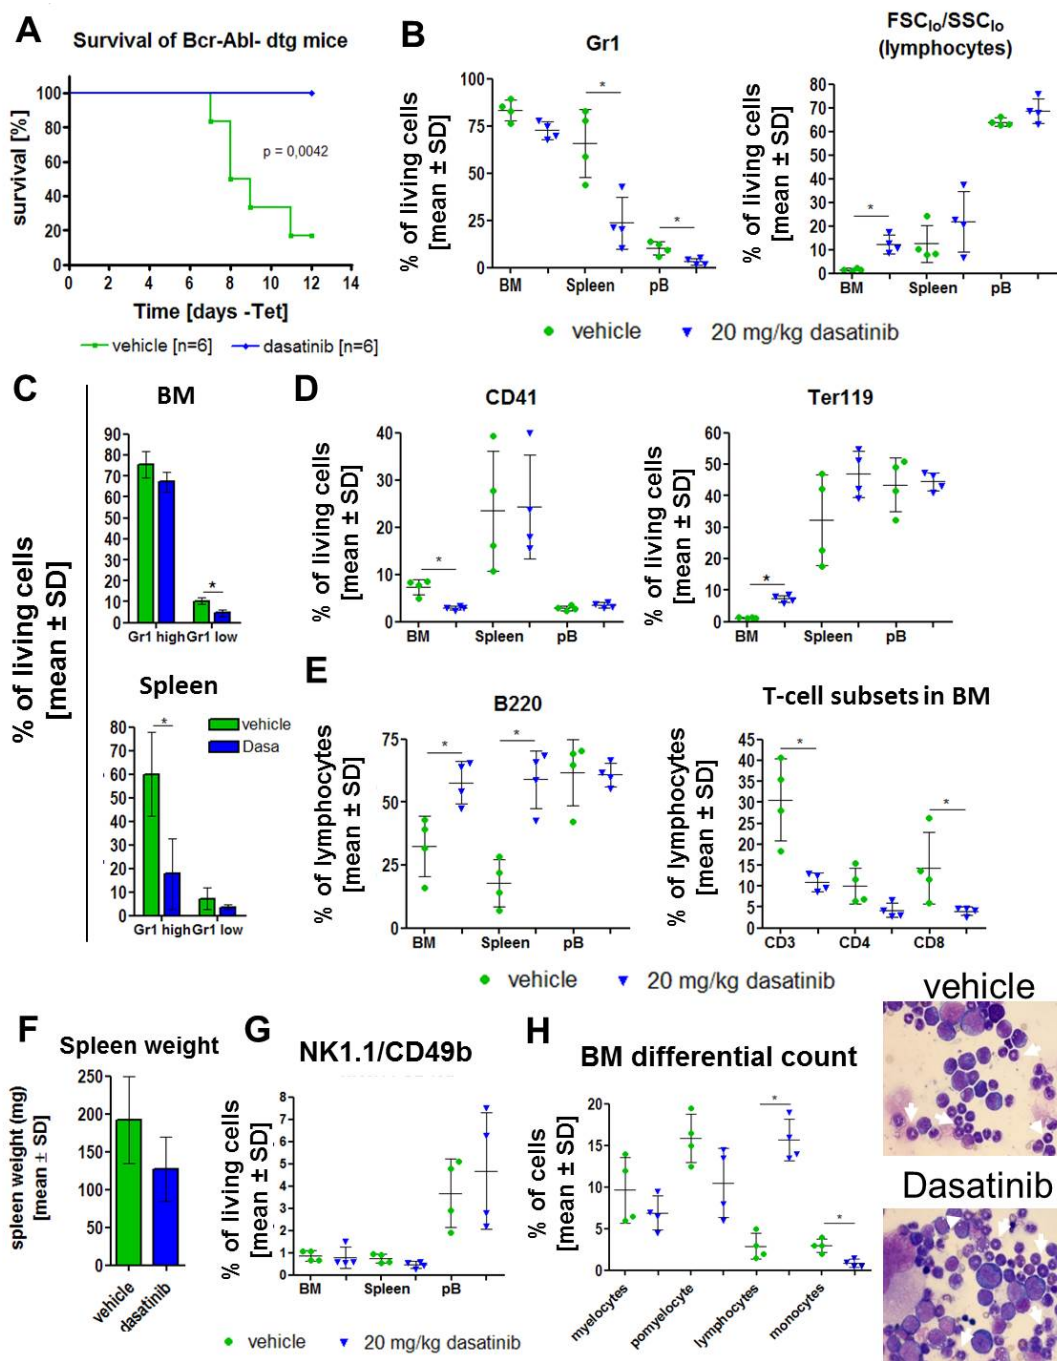 A
Survival of Bcr-Abl- dtg mice
survival [%]
100
80
60
40
20
0
p = 0,0042
0 2 4 6 8 10 12 14
Time [days -Tet]
vehicle [n=6] dasatinib [n=6]
B
Gr1
% of living cells
[mean ± SD]
100
75
50
25
0
BM Spleen pB
*
*
FSClo/SSClo
(lymphocytes)
% of living cells
[mean ± SD]
80
70
60
50
40
30
20
10
0
*
BM Spleen pB
vehicle 20 mg/kg dasatinib
C
% of living cells
[mean ± SD]
BM
90
80
70
60
50
40
30
20
10
0
*
Gr1 high Gr1 low
Spleen
80
70
60
50
40
30
20
10
0
*
vehicle
Dasa
Gr1 high Gr1 low
D
CD41
% of living cells
[mean ± SD]
40
30
20
10
0
*
BM Spleen pB
Ter119
% of living cells
[mean ± SD]
60
50
40
30
20
10
0
*
BM Spleen pB
E
B220
% of lymphocytes
[mean ± SD]
75
50
25
0
*
*
BM Spleen pB
T-cell subsets in BM
% of lymphocytes
[mean ± SD]
45
40
35
30
25
20
15
10
5
0
*
*
CD3 CD4 CD8
vehicle 20 mg/kg dasatinib
F
Spleen weight
spleen weight (mg)
[mean ± SD]
250
200
150
100
50
0
vehicle
dasatinib
G
NK1.1/CD49b
% of living cells
[mean ± SD]
8
7
6
5
4
3
2
1
0
BM Spleen pB
H
BM differential count
% of cells
[mean ± SD]
20
15
10
5
0
*
*
myelocytes
pomyelocyte
lymphocytes
monocytes
vehicle 20 mg/kg dasatinib
vehicle
Dasatinib